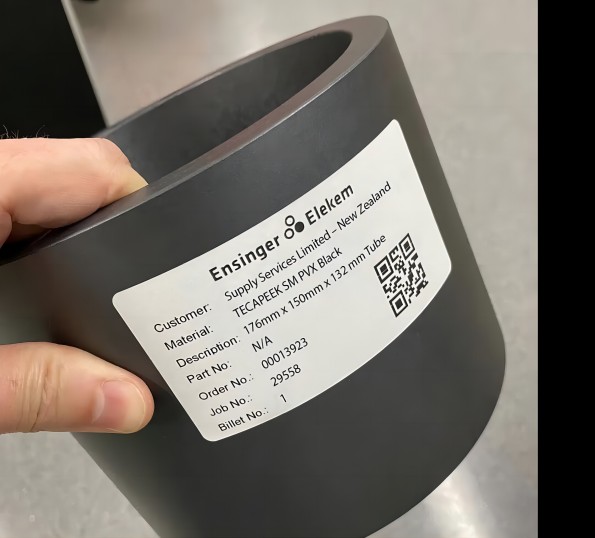 Ensinger Elekem
Customer: Supply Services Limited – New Zealand
Material: TECAPEEK SM PVX Black
Description: 176mm x 150mm x 132 mm Tube
Part No: N/A
Order No.: 00013923
Job No.: 29558
Billet No.: 1